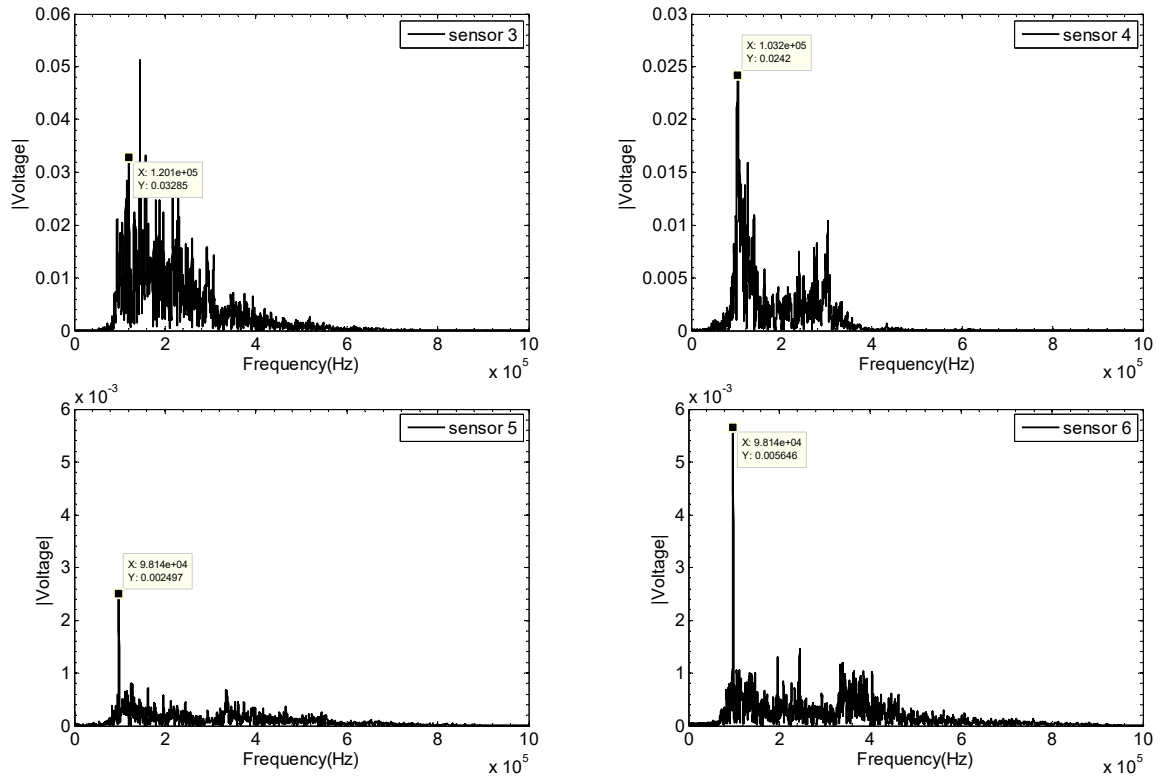 0.06
0.05
0.04
0.03
0.02
0.01
0
|Voltage|
sensor 3
X: 1.201e+05
Y: 0.03285
0 2 4 6 8 10
Frequency(Hz)
x 10^5
0.03
0.025
0.02
0.015
0.01
0.005
0
|Voltage|
sensor 4
X: 1.032e+05
Y: 0.0242
0 2 4 6 8 10
Frequency(Hz)
x 10^5
x 10^-3
6
5
4
3
2
1
0
|Voltage|
sensor 5
X: 9.814e+04
Y: 0.002497
0 2 4 6 8 10
Frequency(Hz)
x 10^5
x 10^-3
6
5
4
3
2
1
0
|Voltage|
sensor 6
X: 9.814e+04
Y: 0.005646
0 2 4 6 8 10
Frequency(Hz)
x 10^5